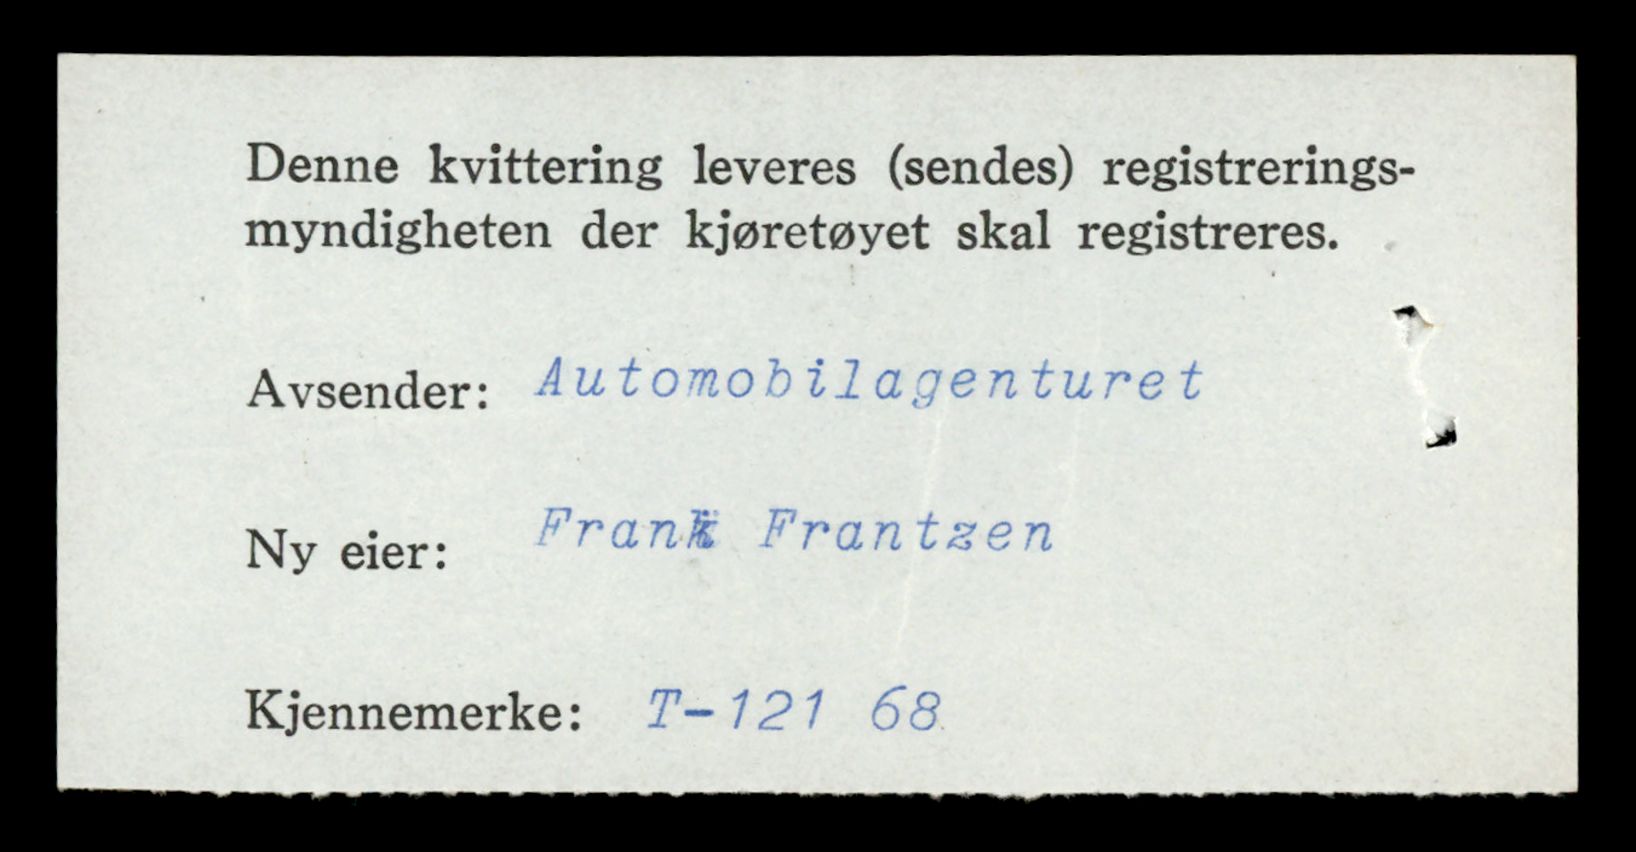 Denne kvittering leveres (sendes) registrerings-
myndigheten der kjøretøyet skal registreres.
Avsender: Automobilagenturet
Ny eier: Frank Frantzen
Kjennemerke: T-121 68